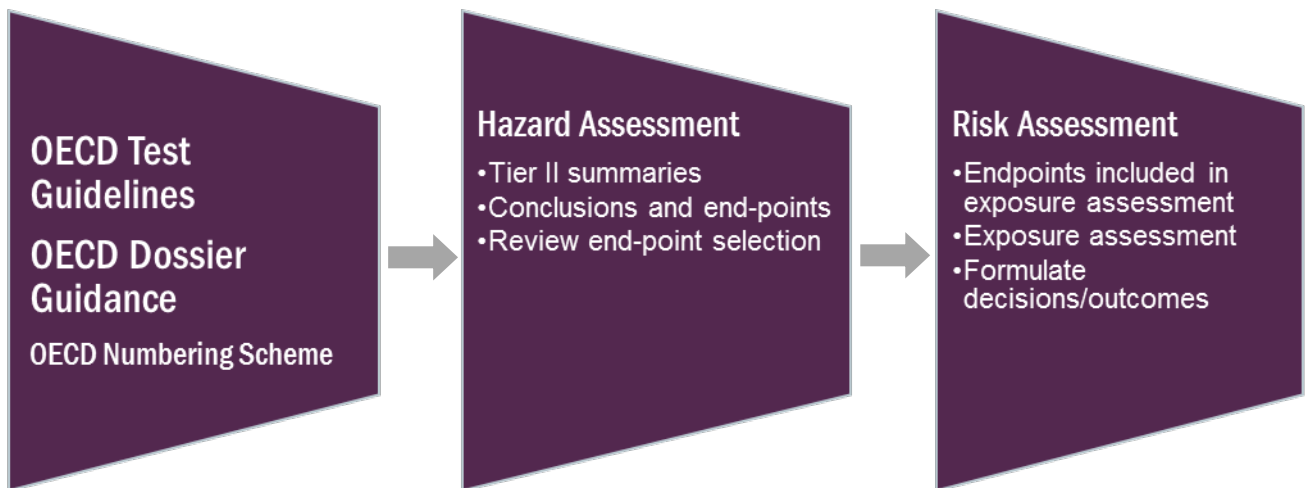 OECD Test
Guidelines
OECD Dossier
Guidance
OECD Numbering Scheme
Hazard Assessment
•Tier II summaries
•Conclusions and end-points
•Review end-point selection
Risk Assessment
•Endpoints included in
exposure assessment
•Exposure assessment
•Formulate
decisions/outcomes